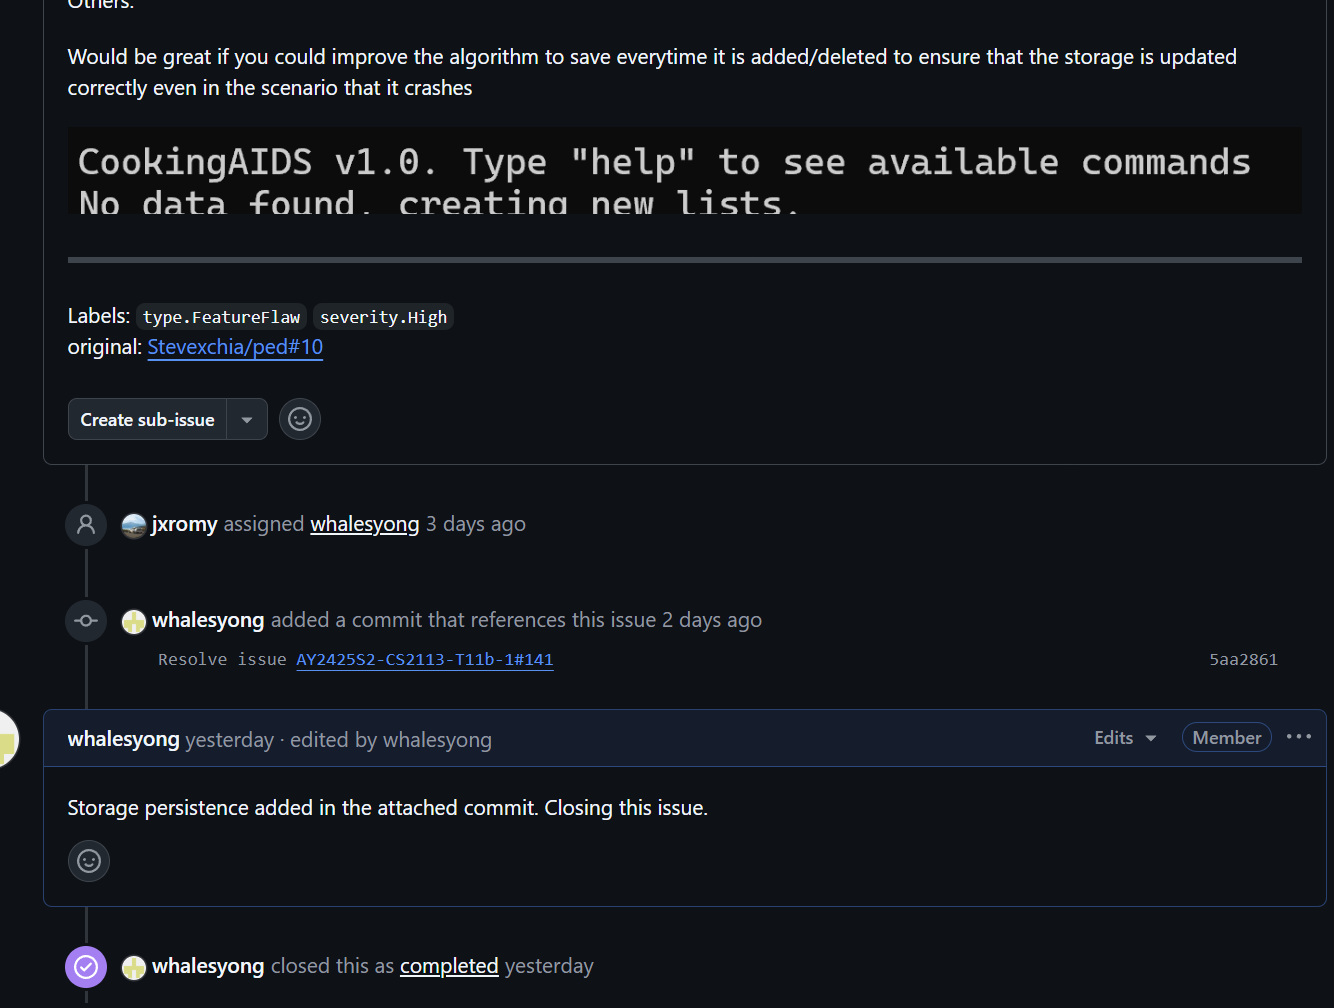 Others.
Would be great if you could improve the algorithm to save everytime it is added/deleted to ensure that the storage is updated
correctly even in the scenario that it crashes
CookingAIDS v1.0. Type "help" to see available commands
No data found, creating new lists.
Labels: type.FeatureFlaw severity.High
original: Stevexchia/ped#10
Create sub-issue
jxromy assigned whalesyong 3 days ago
whalesyong added a commit that references this issue 2 days ago
Resolve issue AY2425S2-CS2113-T11b-1#141 5aa2861
whalesyong yesterday · edited by whalesyong Edits Member
Storage persistence added in the attached commit. Closing this issue.
whalesyong closed this as completed yesterday